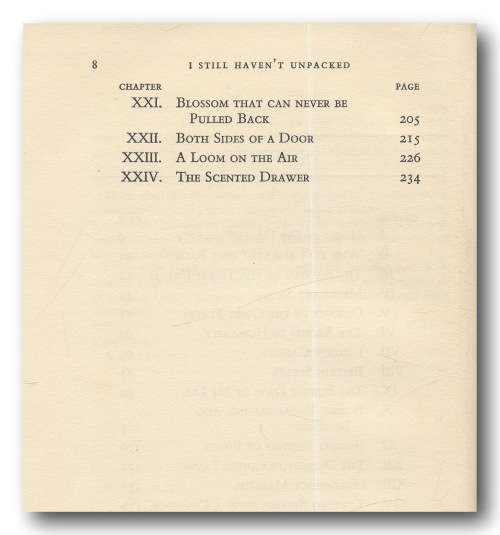 8 I STILL HAVEN'T UNPACKED
CHAPTER PAGE
XXI. BLOSSOM THAT CAN NEVER BE
PULLED BACK 205
XXII. BOTH SIDES OF A DOOR 215
XXIII. A LOOM ON THE AIR 226
XXIV. THE SCENTED DRAWER 234